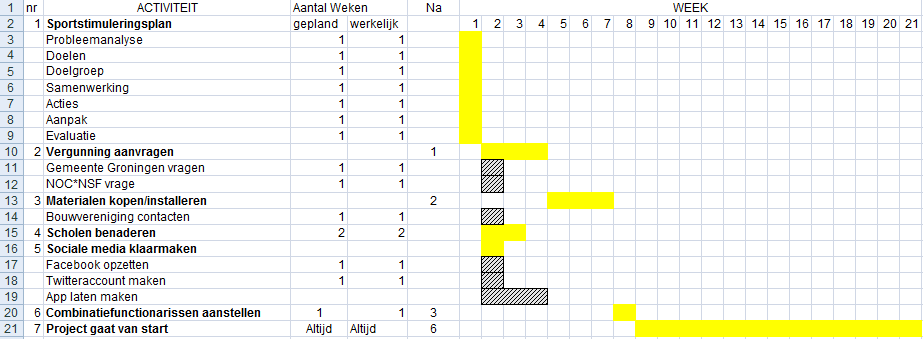 1 nr ACTIVITEIT Aantal Weken Na WEEK
2 1 Sportstimuleringsplan gepland werkelijk 1 2 3 4 5 6 7 8 9 10 11 12 13 14 15 16 17 18 19 20 21
3 Probleemanalyse 1 1
4 Doelen 1 1
5 Doelgroep 1 1
6 Samenwerking 1 1
7 Acties 1 1
8 Aanpak 1 1
9 Evaluatie 1 1
10 2 Vergunning aanvragen 1
11 Gemeente Groningen vragen 1 1
12 NOC*NSF vrage 1 1
13 3 Materialen kopen/installeren 2
14 Bouwvereniging contacten 1 1
15 4 Scholen benaderen 2 2
16 5 Sociale media klaarmaken
17 Facebook opzetten 1 1
18 Twitteraccount maken 1 1
19 App laten maken
20 6 Combinatiefunctionarissen aanstellen 1 1 3
21 7 Project gaat van start Altijd Altijd 6